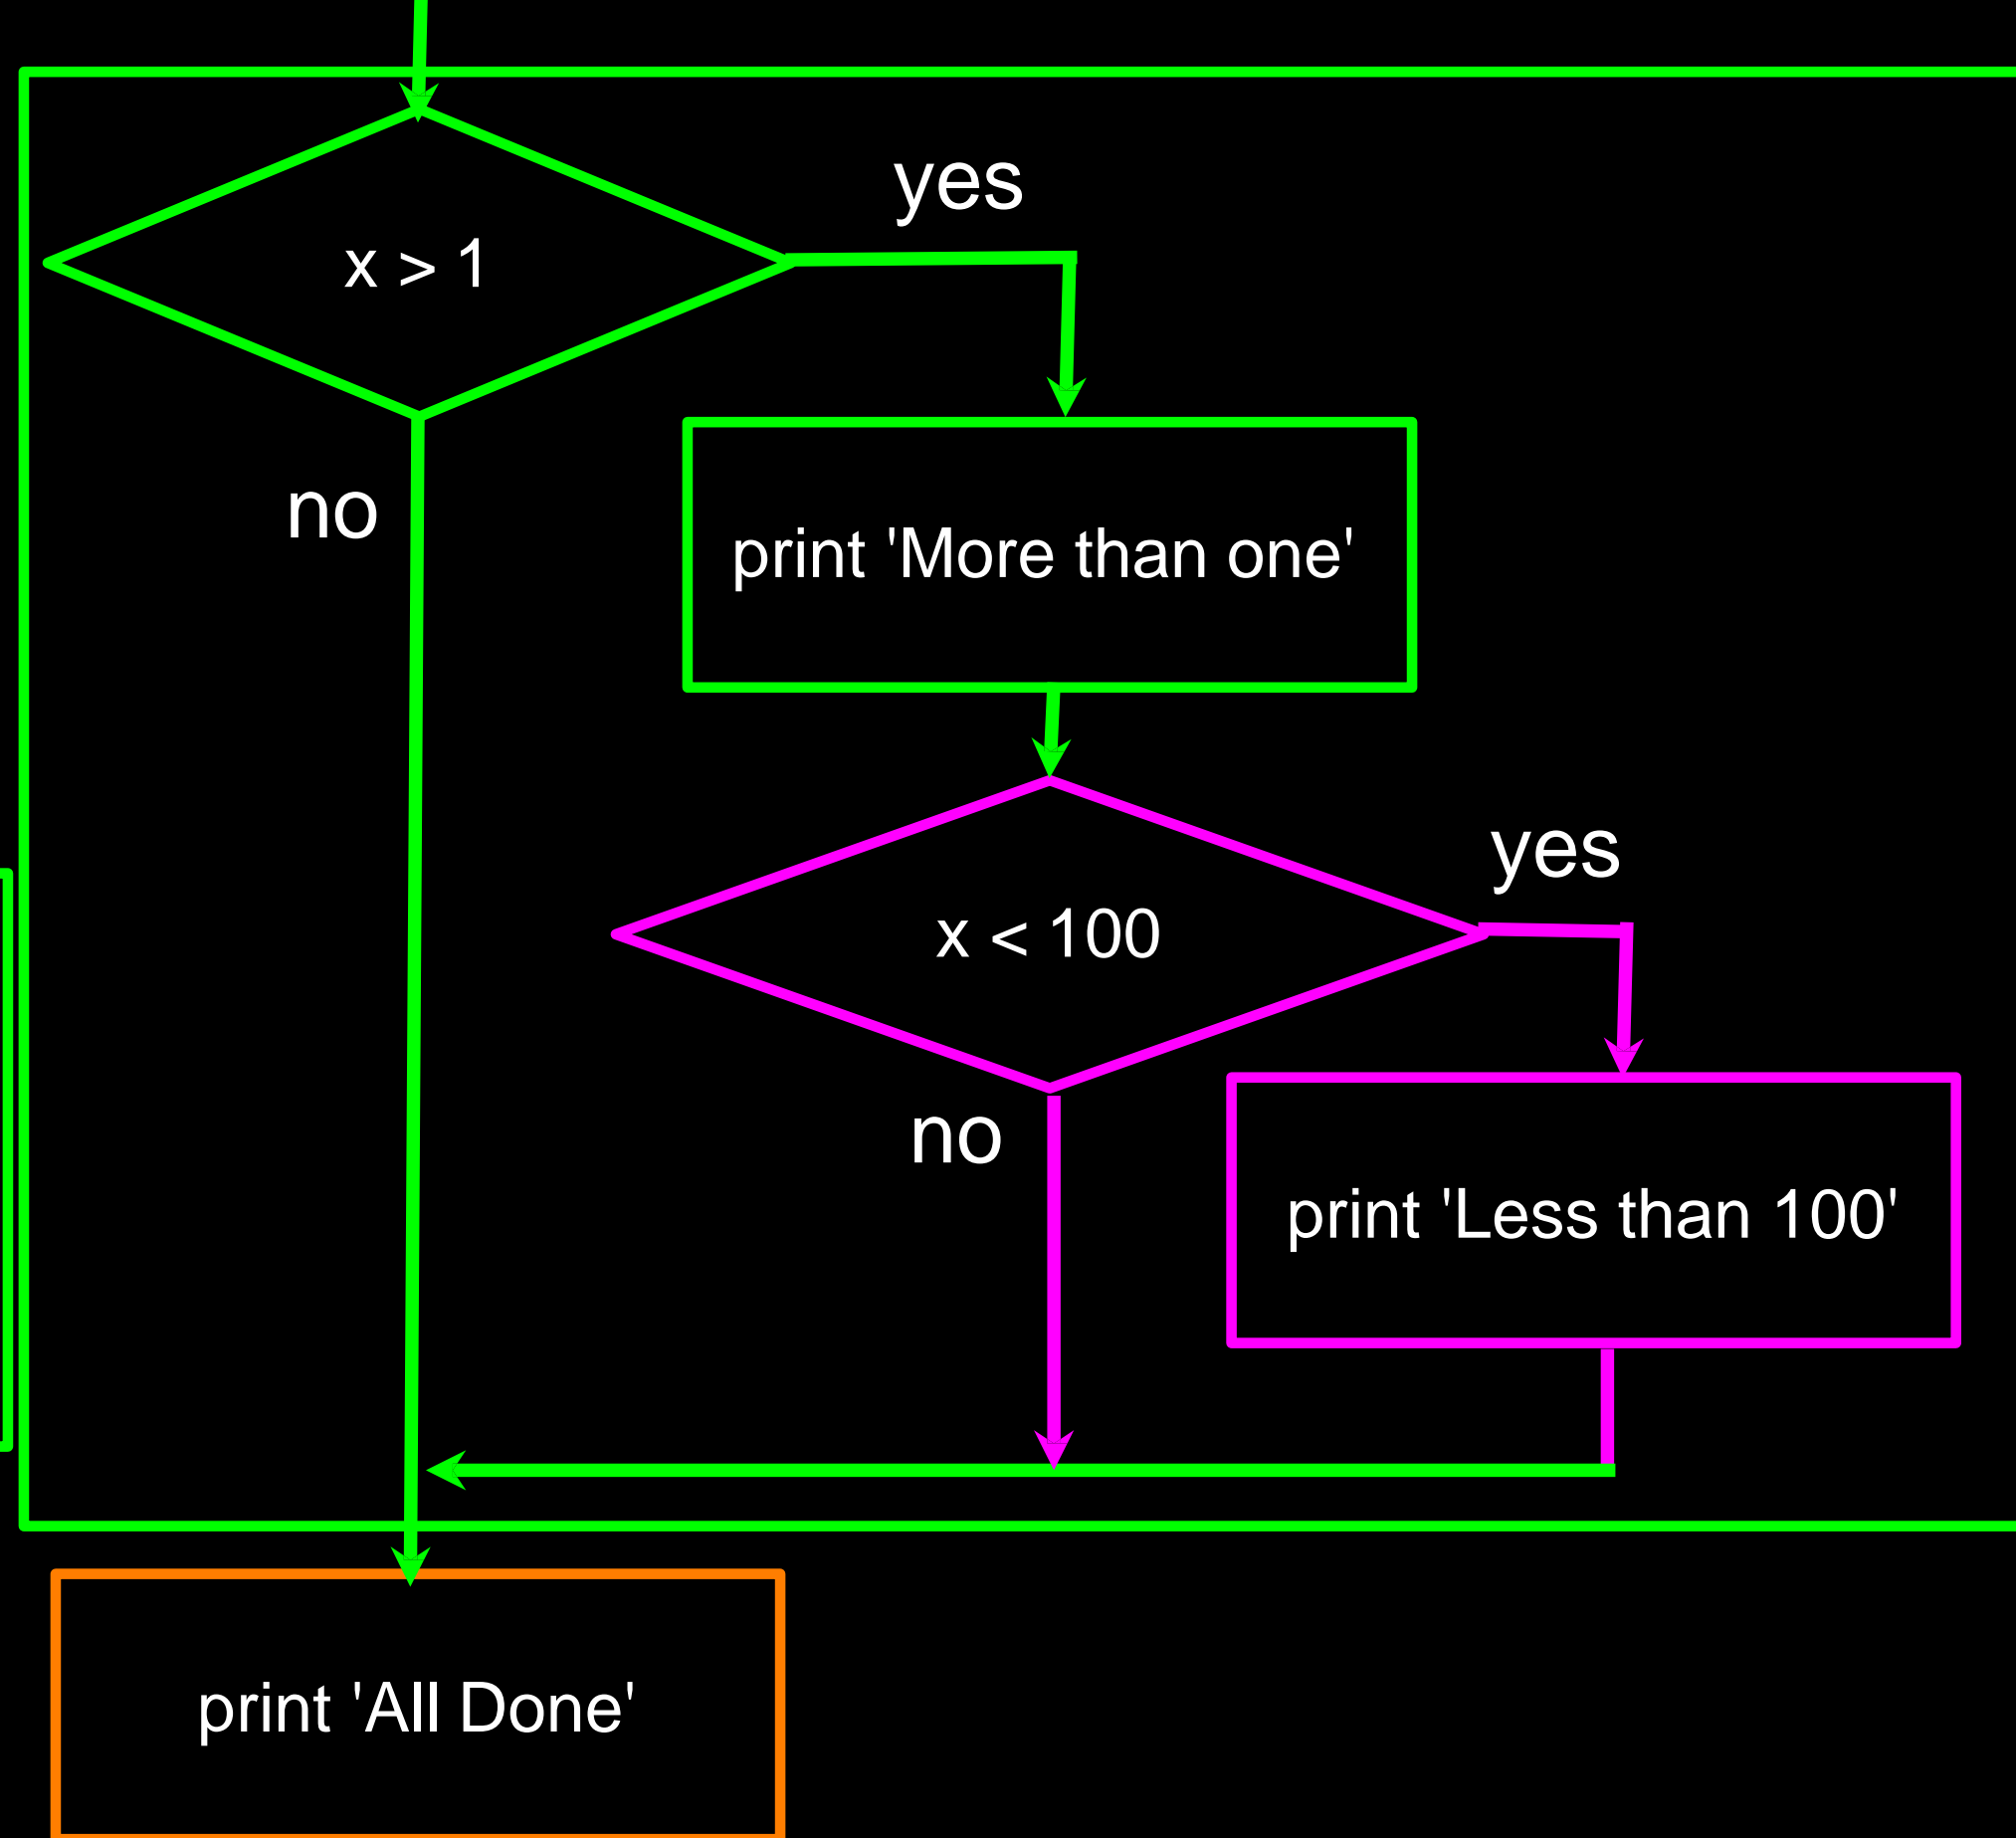 yes
x > 1
no
print 'More than one'
yes
x < 100
no
print 'Less than 100'
print 'All Done'